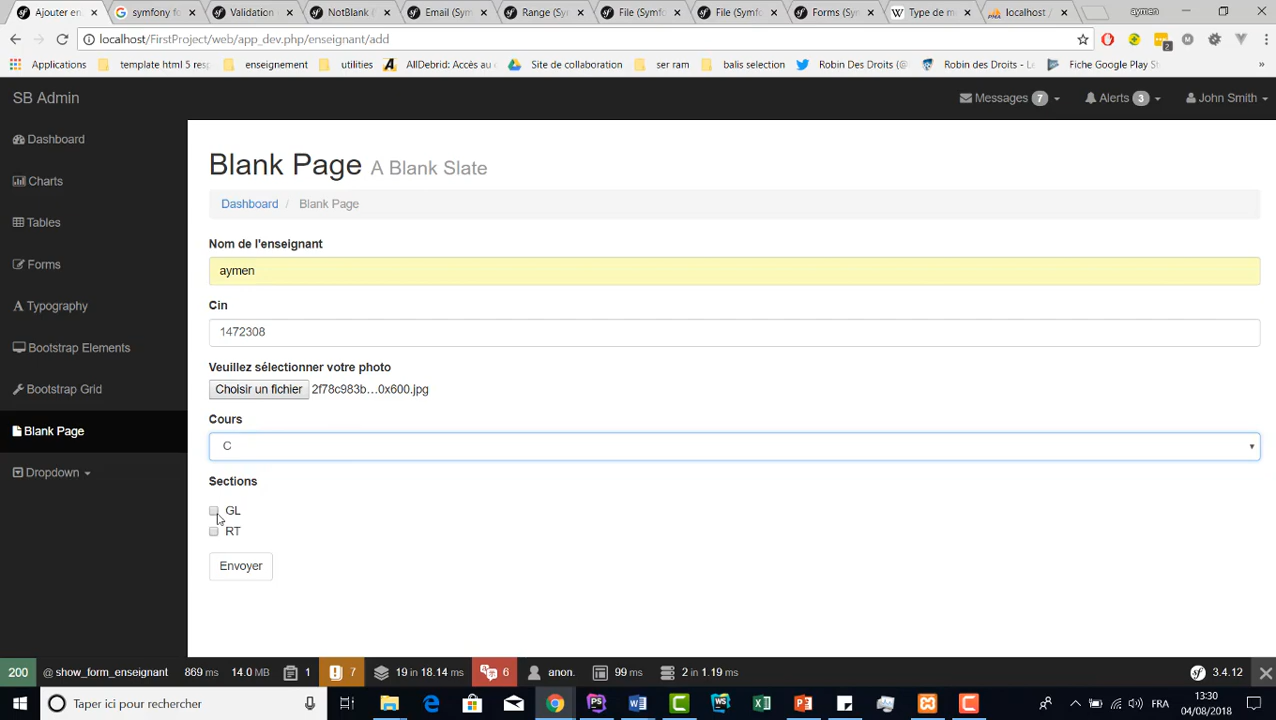 Ajouter en
symfony fo
Validation
NotBlank (
Email (Sym
Range (Sym
File (Symf
File (Symf
Forms (Sy
Type de m
localhost /
aymen
localhost/FirstProject/web/app_dev.php/enseignant/add
2
Applications
template html 5 resp
enseignement
utilities
AllDebrid: Accès au c
Site de collaboration
ser ram
balis selection
Robin Des Droits (@
Robin des Droits - Le
Fiche Google Play St
»
SB Admin
Messages 7
Alerts 3
John Smith
Dashboard
Charts
Tables
Forms
Typography
Bootstrap Elements
Bootstrap Grid
Blank Page
Dropdown
Blank Page A Blank Slate
Dashboard / Blank Page
Nom de l'enseignant
aymen
Cin
1472308
Veuillez sélectionner votre photo
Choisir un fichier 2f78c983b...0x600.jpg
Cours
C
Sections
GL
RT
Envoyer
200 @ show_form_enseignant 869 ms 14.0 MB 1 7 19 in 18.14 ms 6 anon. 99 ms 2 in 1.19 ms 3.4.12
Taper ici pour rechercher
FRA
13:30
04/08/2018